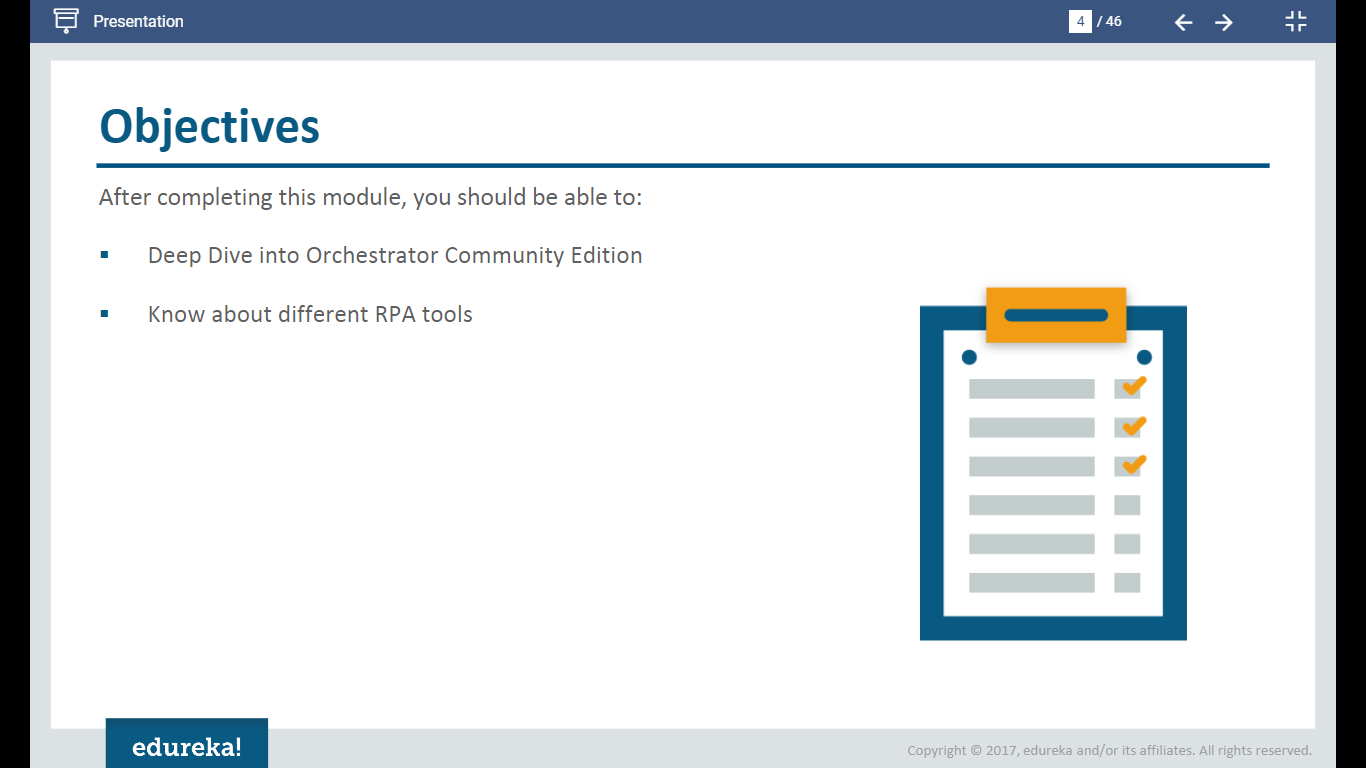 Presentation
4 / 46
Objectives
After completing this module, you should be able to:
▪ Deep Dive into Orchestrator Community Edition
▪ Know about different RPA tools
edureka!
Copyright © 2017, edureka and/or its affiliates. All rights reserved.